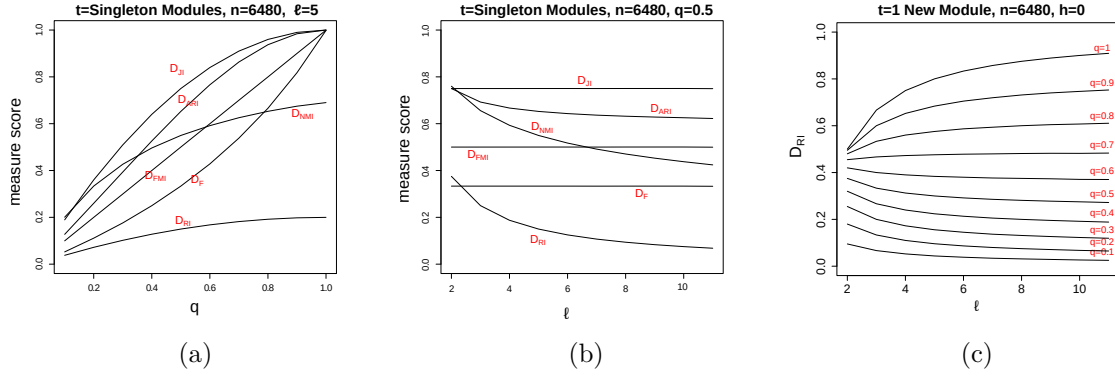 t=Singleton Modules, n=6480, ℓ=5
measure score
1.0
0.8
0.6
0.4
0.2
0.0
D_JI
D_ARI
D_NMI
D_FMI
D_F
D_RI
0.2 0.4 0.6 0.8 1.0
q
(a)
t=Singleton Modules, n=6480, q=0.5
measure score
1.0
0.8
0.6
0.4
0.2
0.0
D_JI
D_ARI
D_NMI
D_FMI
D_F
D_RI
2 4 6 8 10
ℓ
(b)
t=1 New Module, n=6480, h=0
D_RI
1.0
0.8
0.6
0.4
0.2
0.0
q=1
q=0.9
q=0.8
q=0.7
q=0.6
q=0.5
q=0.4
q=0.3
q=0.2
q=0.1
2 4 6 8 10
ℓ
(c)